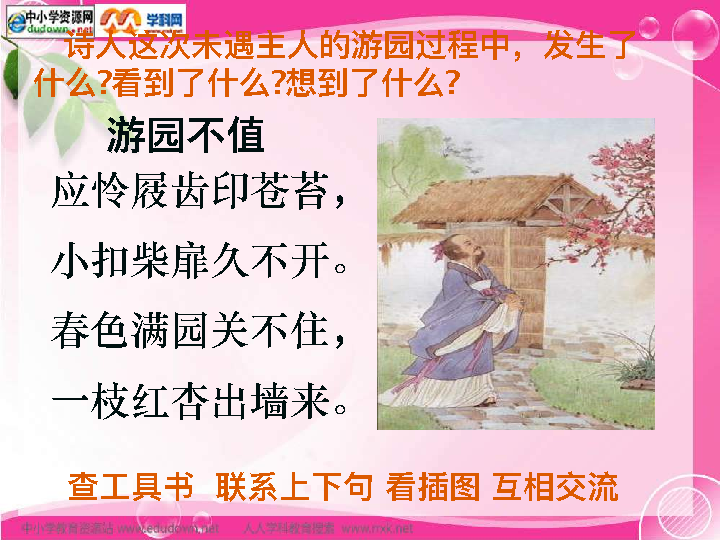 中小学资源网
edudown.net
学科网
诗人这次未遇主人的游园过程中，发生了
什么?看到了什么?想到了什么?
游园不值
应怜屐齿印苍苔，
小扣柴扉久不开。
春色满园关不住，
一枝红杏出墙来。
查工具书 联系上下句 看插图 互相交流
中小学教育资源站 www.edudown.net 人人学科教育搜索 www.rrxk.net